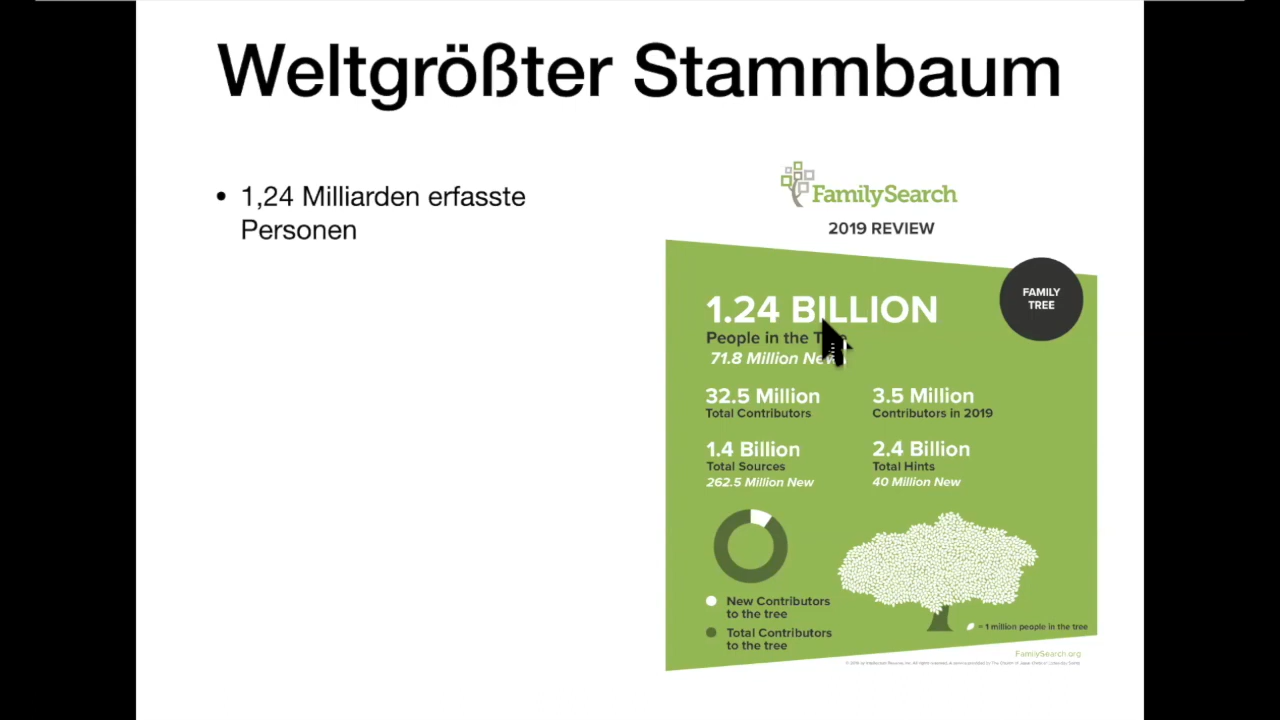 Weltgrößter Stammbaum
• 1,24 Milliarden erfasste
Personen
FamilySearch
2019 REVIEW
FAMILY
TREE
1.24 BILLION
People in the
71.8 Million
32.5 Million
Total Contributors
3.5 Million
Contributors in 2019
1.4 Billion
Total Sources
262.5 Million New
2.4 Billion
Total Hints
40 Million New
New Contributors
to the tree
Total Contributors
to the tree
= 1 million people in the tree
FamilySearch.org